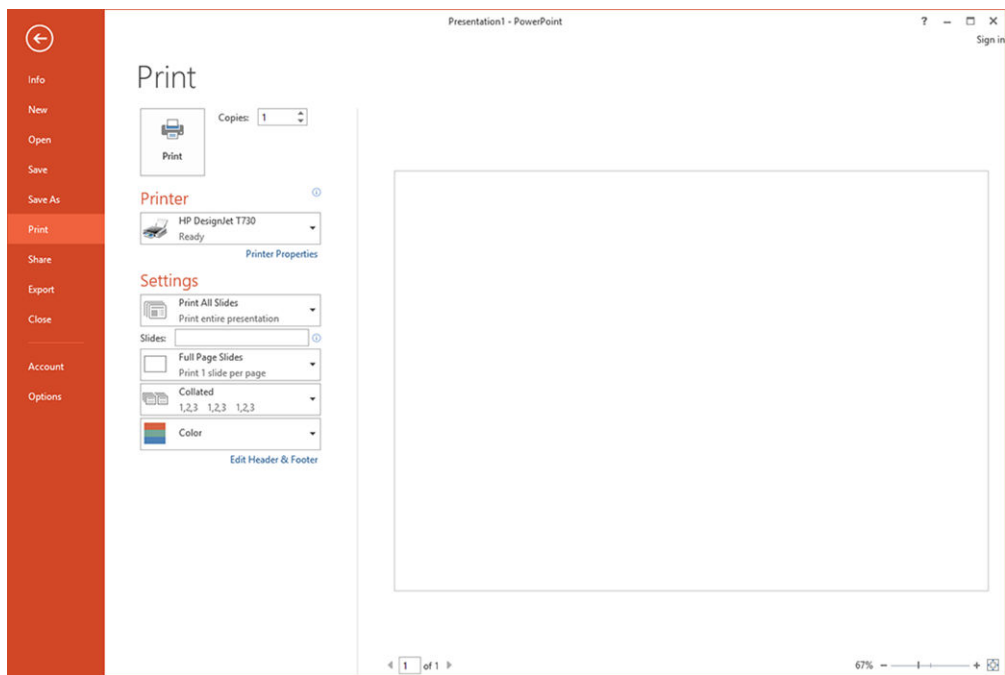 Presentation1 - PowerPoint
?
Sign in
Info
New
Open
Save
Save As
Print
Share
Export
Close
Account
Options
Print
Copies: 1
Print
Printer
HP DesignJet T730
Ready
Printer Properties
Settings
Print All Slides
Print entire presentation
Slides:
Full Page Slides
Print 1 slide per page
Collated
1,2,3 1,2,3 1,2,3
Color
Edit Header & Footer
1 of 1
67%